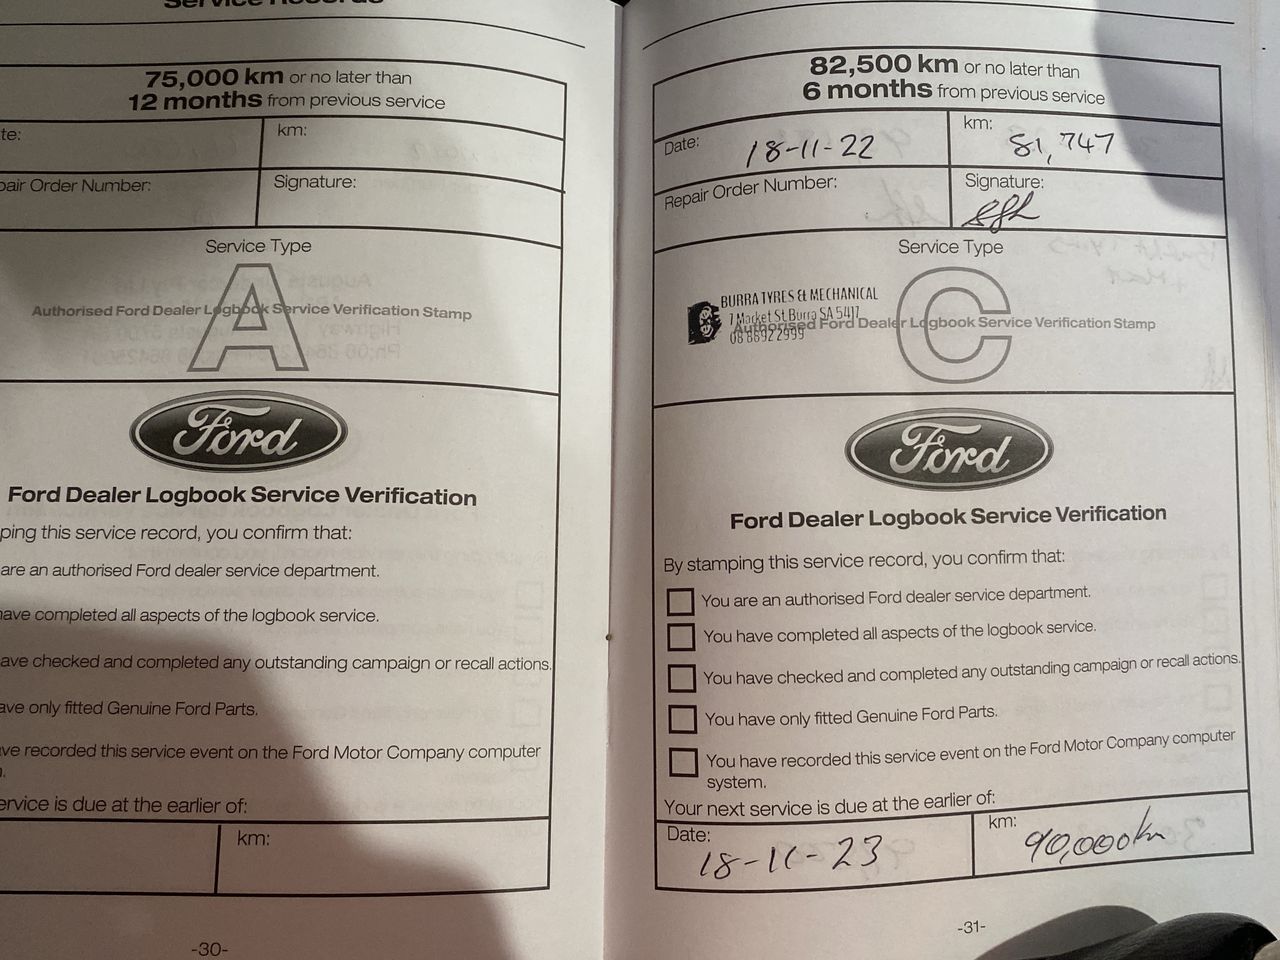 Service Records
75,000 km or no later than
12 months from previous service
te:
km:
pair Order Number:
Signature:
Service Type
A
Authorised Ford Dealer Logbook Service Verification Stamp
Ford
Ford Dealer Logbook Service Verification
ping this service record, you confirm that:
are an authorised Ford dealer service department.
have completed all aspects of the logbook service.
ave checked and completed any outstanding campaign or recall actions.
ave only fitted Genuine Ford Parts.
ve recorded this service event on the Ford Motor Company computer
ervice is due at the earlier of:
km:
-30-
82,500 km or no later than
6 months from previous service
Date: 18-11-22
km: 81,747
Repair Order Number:
Signature:
Service Type
C
BURRA TYRES & MECHANICAL
7 Market St Burra SA 5417
08 8892 2999
Authorised Ford Dealer Logbook Service Verification Stamp
Ford
Ford Dealer Logbook Service Verification
By stamping this service record, you confirm that:
You are an authorised Ford dealer service department.
You have completed all aspects of the logbook service.
You have checked and completed any outstanding campaign or recall actions.
You have only fitted Genuine Ford Parts.
You have recorded this service event on the Ford Motor Company computer
system.
Your next service is due at the earlier of:
Date: 18-11-23
km: 90,000km
-31-